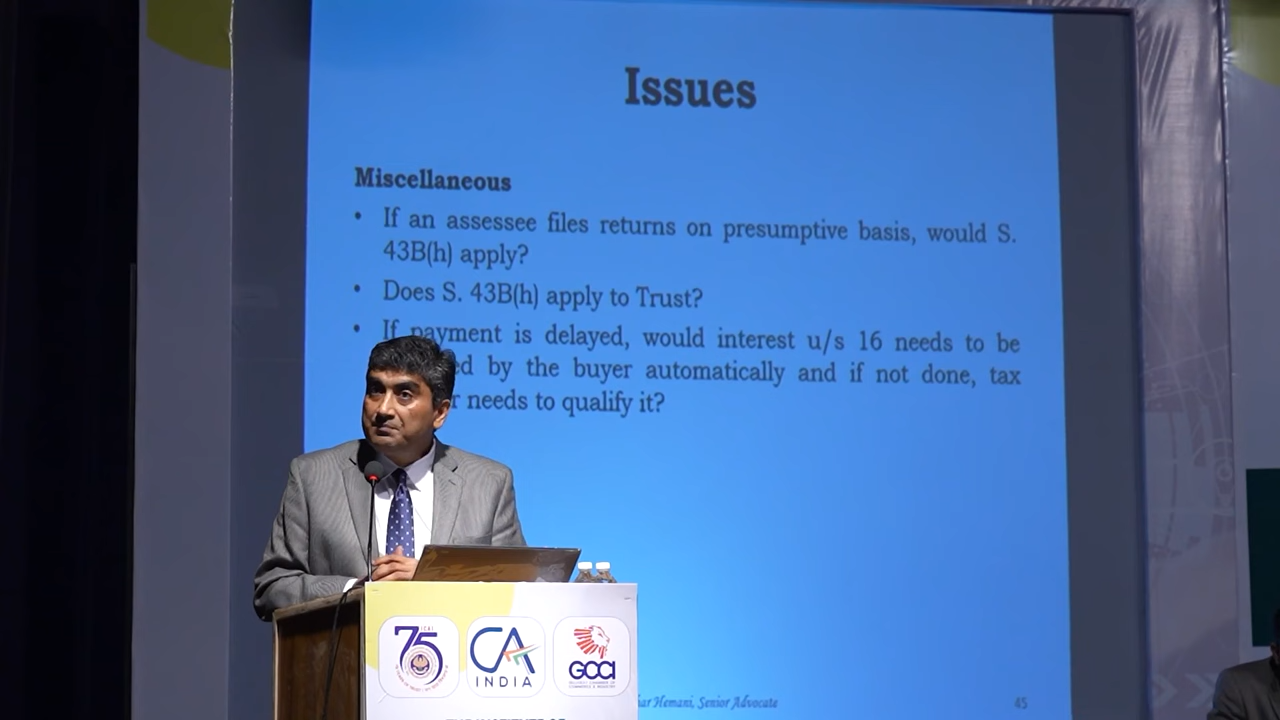 Issues
Miscellaneous
• If an assessee files returns on presumptive basis, would S.
43B(h) apply?
• Does S. 43B(h) apply to Trust?
• If payment is delayed, would interest u/s 16 needs to be
by the buyer automatically and if not done, tax
needs to qualify it?
Hemani, Senior Advocate
45
ICAI
75
CA
INDIA
GCCI